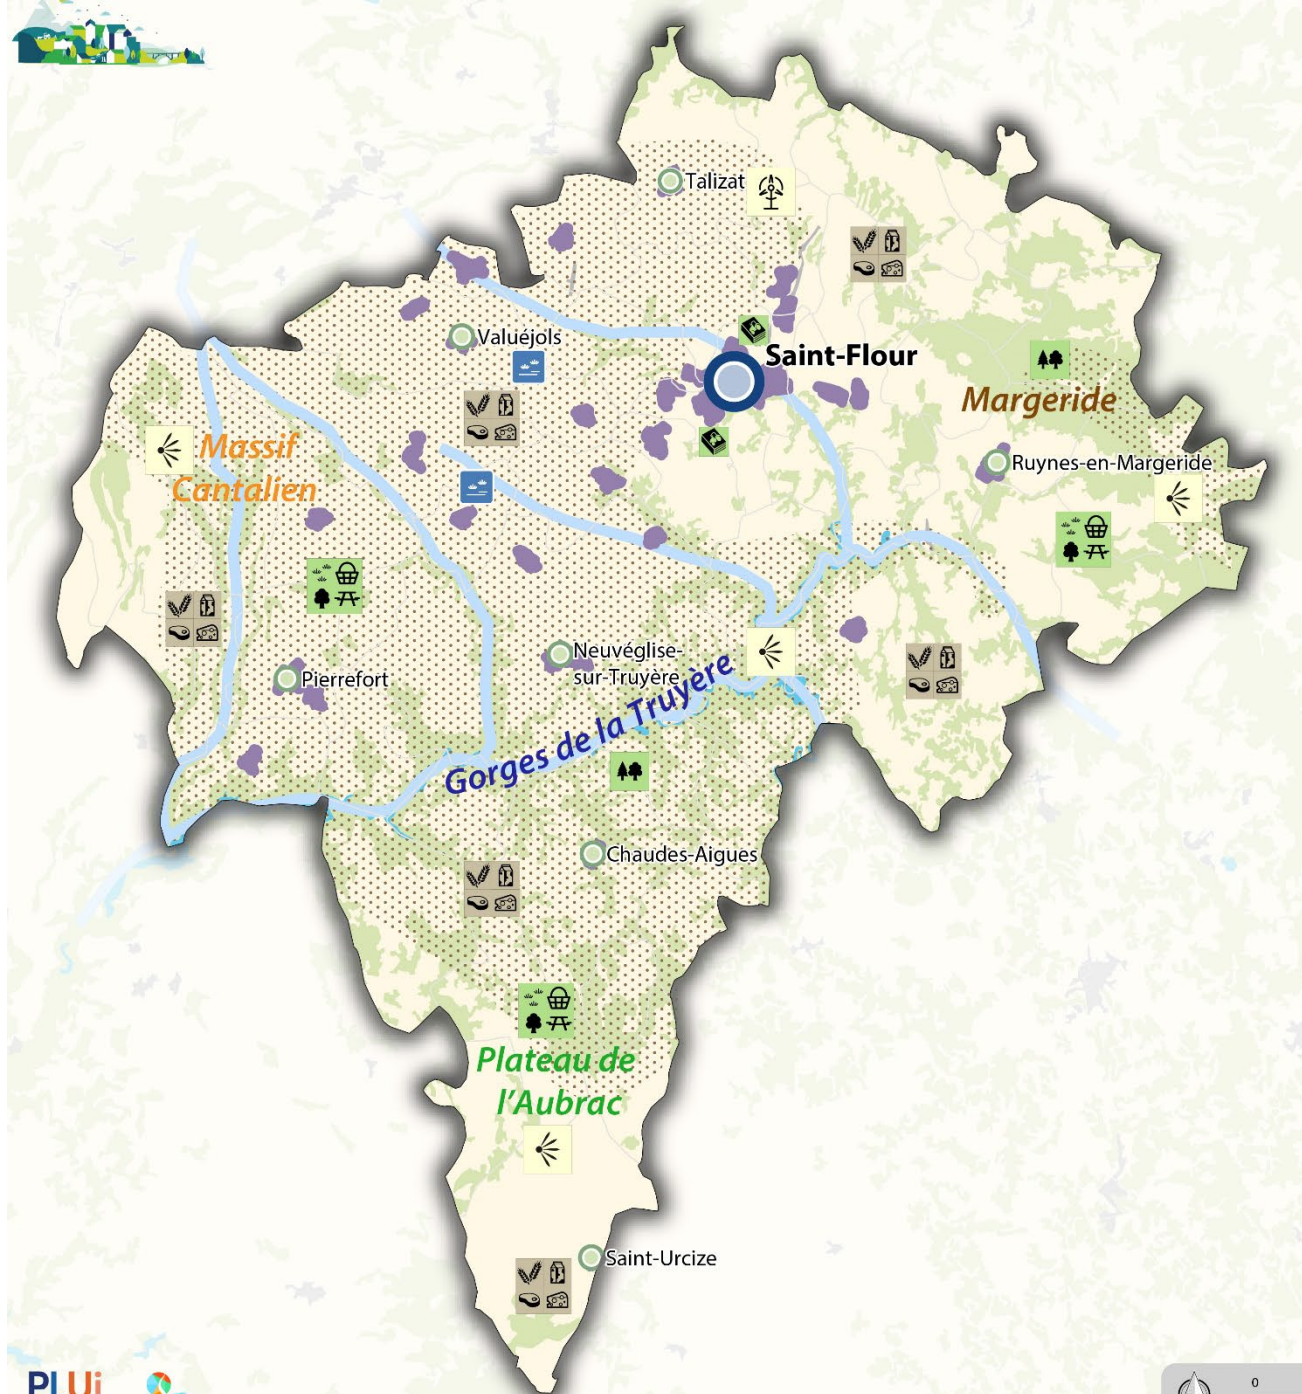 Talizat
Valuéjols
Saint-Flour
Margeride
Massif
Cantalien
Ruynes-en-Margeride
Neuvéglise-
sur-Truyère
Pierrefort
Gorges de la Truyère
Chaudes-Aigues
Plateau de
l'Aubrac
Saint-Urcize
PLUi
0